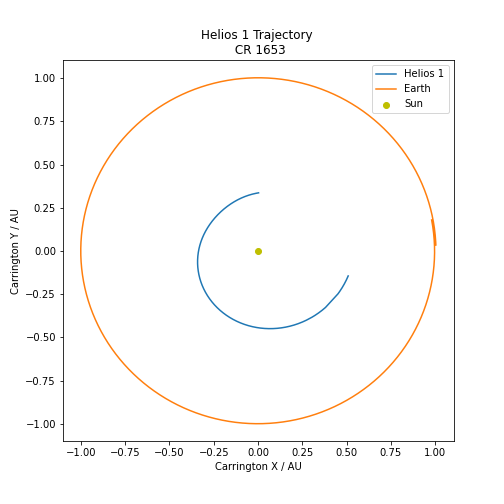 Helios 1 Trajectory
CR 1653
Helios 1
Earth
Sun
1.00
0.75
0.50
0.25
0.00
−0.25
−0.50
−0.75
−1.00
Carrington Y / AU
−1.00
−0.75
−0.50
−0.25
0.00
0.25
0.50
0.75
1.00
Carrington X / AU